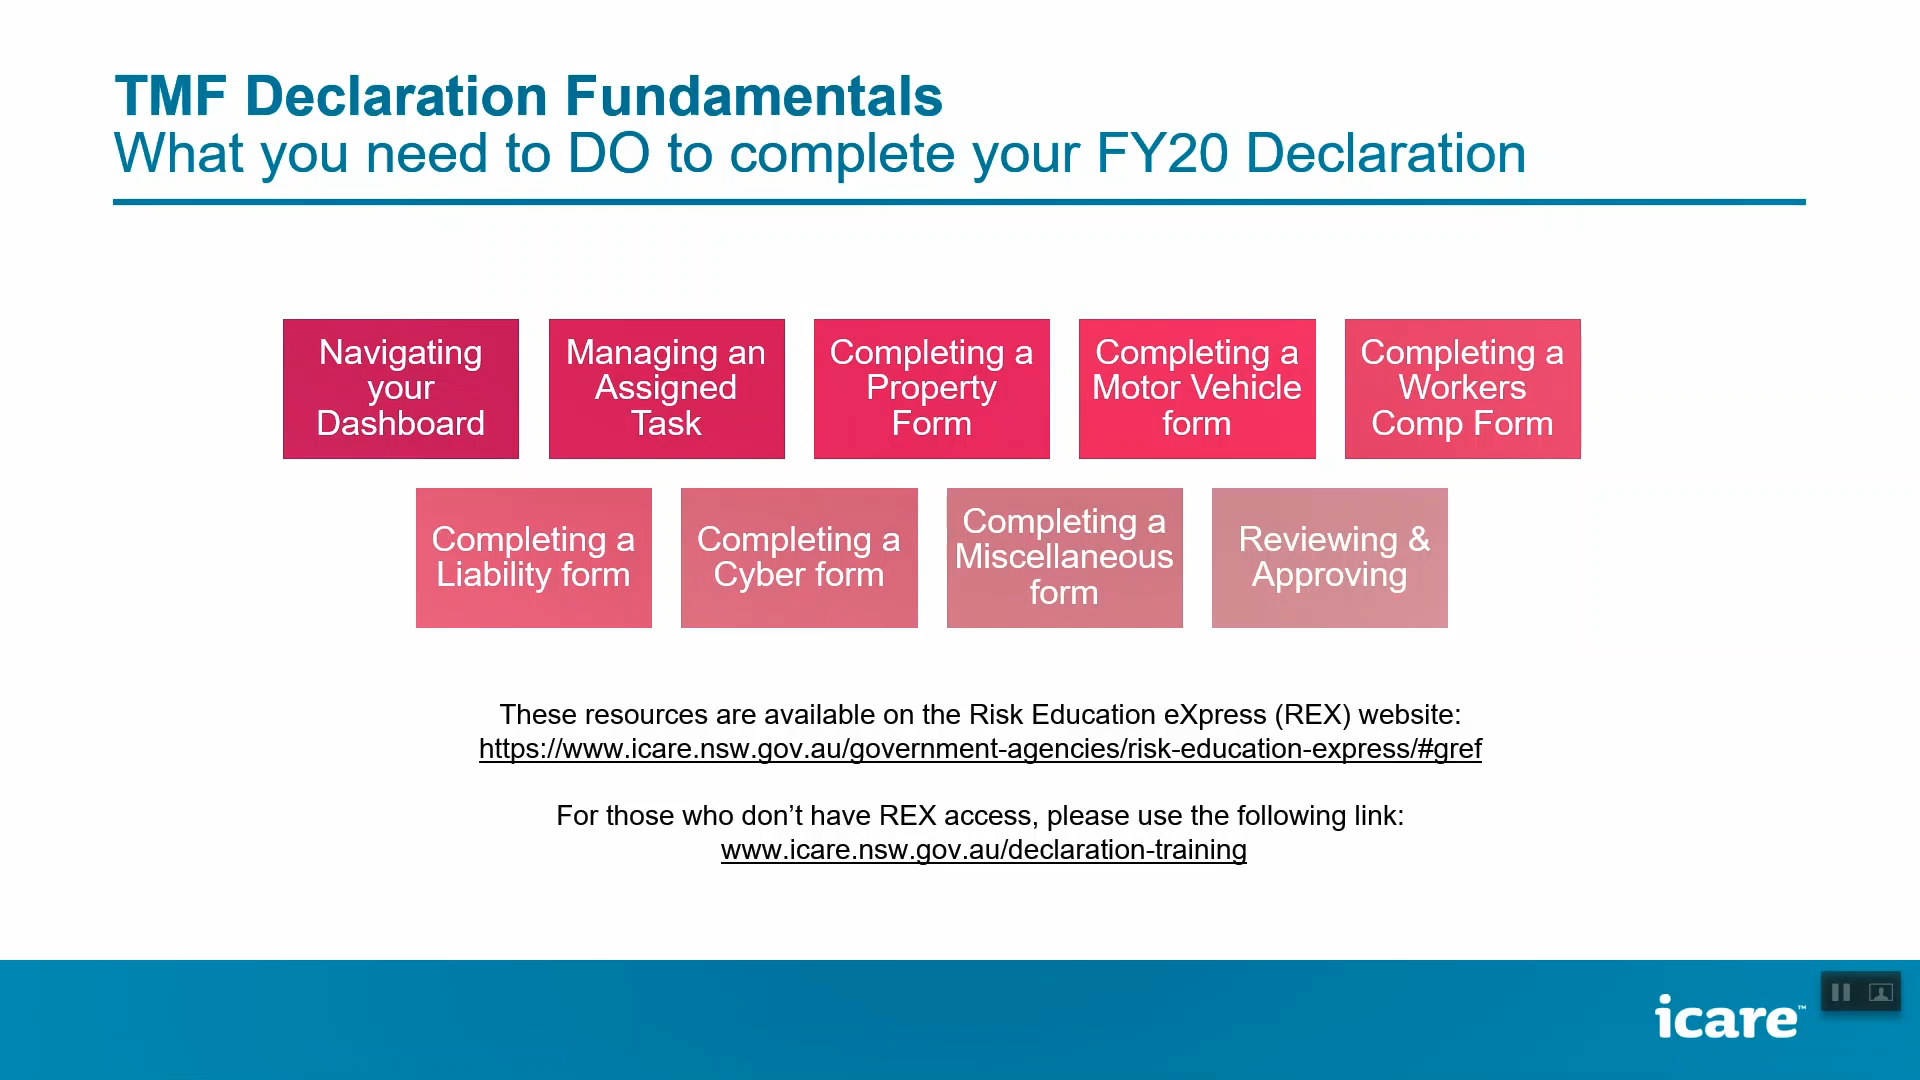 TMF Declaration Fundamentals
What you need to DO to complete your FY20 Declaration
Navigating
your
Dashboard
Managing an
Assigned
Task
Completing a
Property
Form
Completing a
Motor Vehicle
form
Completing a
Workers
Comp Form
Completing a
Liability form
Completing a
Cyber form
Completing a
Miscellaneous
form
Reviewing &
Approving
These resources are available on the Risk Education eXpress (REX) website:
https://www.icare.nsw.gov.au/government-agencies/risk-education-express/#gref
For those who don’t have REX access, please use the following link:
www.icare.nsw.gov.au/declaration-training
icare™